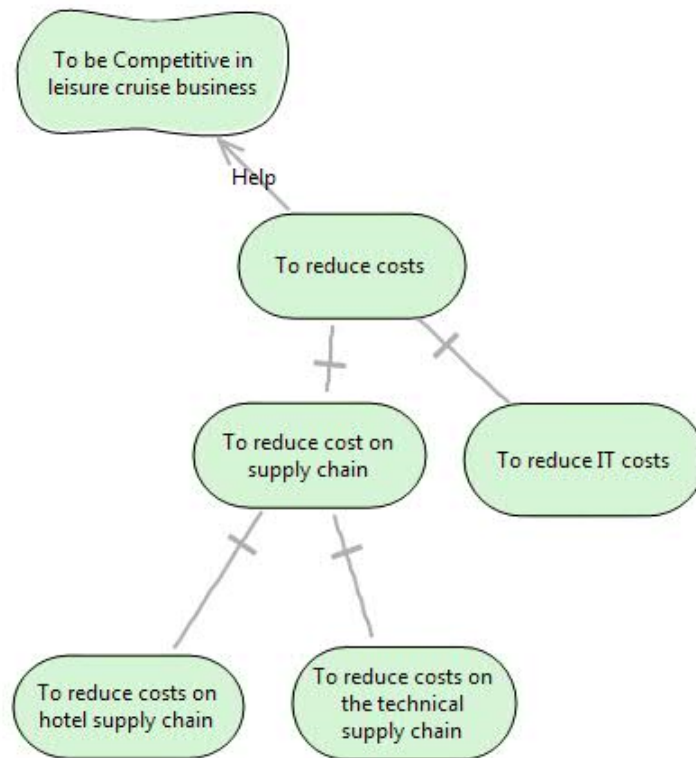 To be Competitive in
leisure cruise business
Help
To reduce costs
To reduce cost on
supply chain
To reduce IT costs
To reduce costs on
hotel supply chain
To reduce costs on
the technical
supply chain